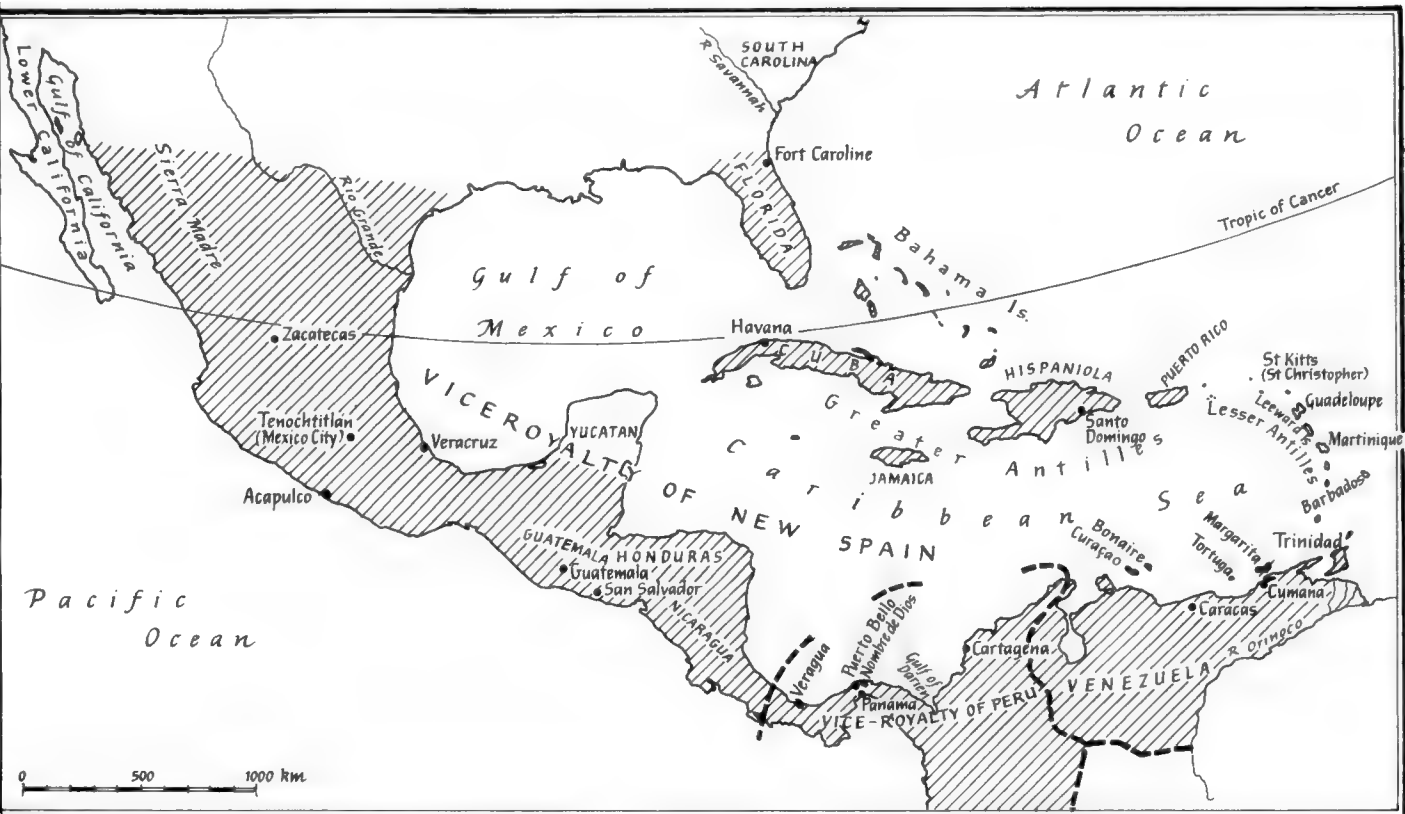 SOUTH
CAROLINA
R Savannah
Atlantic
Ocean
Lower California
Gulf of California
Sierra Madre
Rio Grande
Fort Caroline
FLORIDA
Tropic of Cancer
Bahama Is.
Gulf of
Mexico
Zacatecas
Havana
CUBA
HISPANIOLA
PUERTO RICO
St Kitts
(St Christopher)
Leewards
Guadeloupe
Lesser Antilles
Martinique
Barbados
Tenochtitlán
(Mexico City)
Veracruz
VICEROYALTY OF NEW SPAIN
YUCATAN
Greater Antilles
Santo
Domingo
JAMAICA
Caribbean Sea
Acapulco
GUATEMALA
HONDURAS
Guatemala
San Salvador
NICARAGUA
Bonaire
Curaçao
Margarita
Tortuga
Trinidad
Cumana
Caracas
R Orinoco
Pacific
Ocean
Veragua
Puerto Bello
Nombre de Dios
Gulf of
Darien
Panama
Cartagena
VICE-ROYALTY OF PERU
VENEZUELA
0 500 1000 km